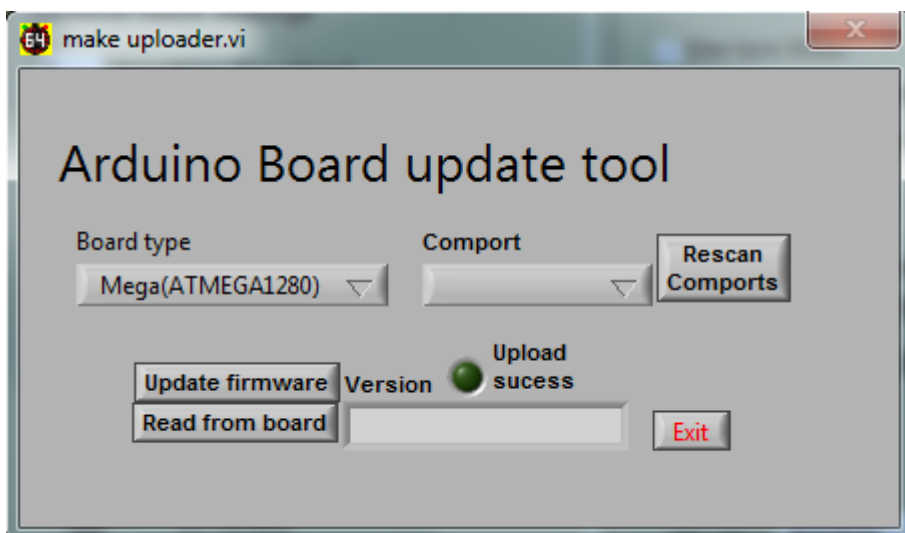 64 make uploader.vi
Arduino Board update tool
Board type
Comport
Rescan
Comports
Mega(ATMEGA1280)
Upload
sucess
Update firmware
Version
Read from board
Exit